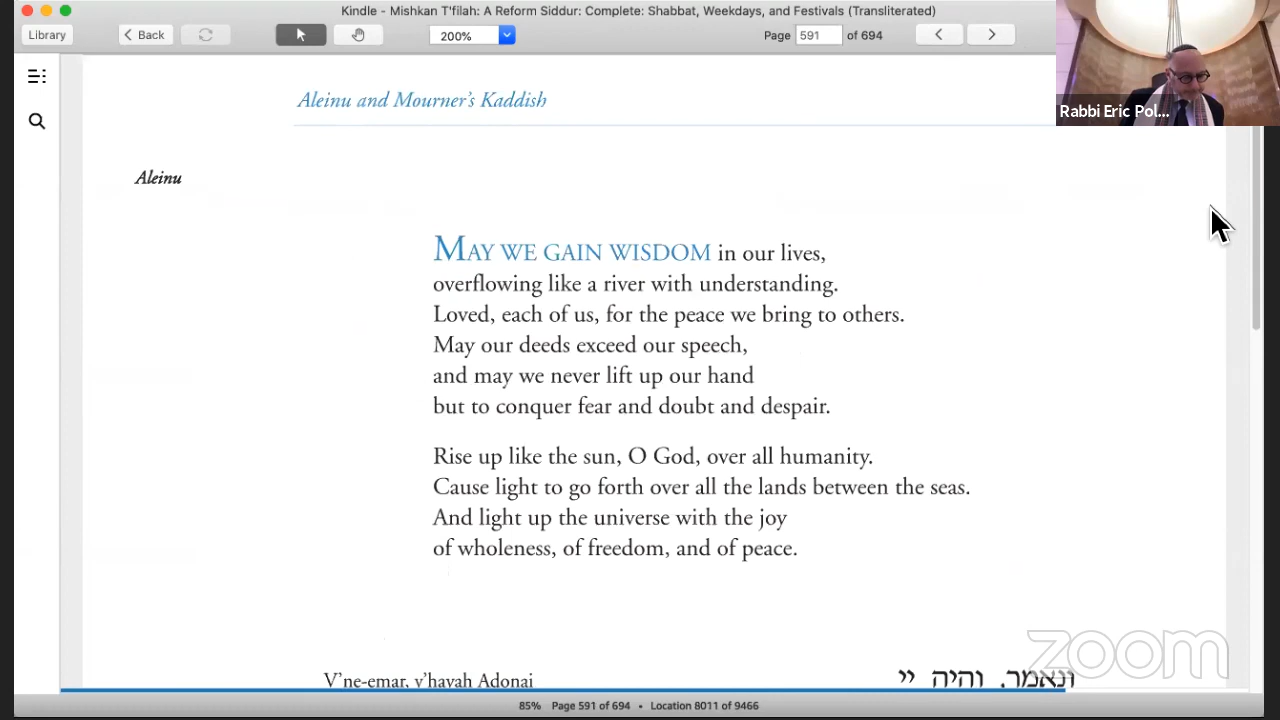 Kindle - Mishkan T'filah: A Reform Siddur: Complete: Shabbat, Weekdays, and Festivals (Transliterated)
Library
Back
200%
Page 591 of 694
Rabbi Eric Pol...
Aleinu and Mourner's Kaddish
Aleinu
MAY WE GAIN WISDOM in our lives,
overflowing like a river with understanding.
Loved, each of us, for the peace we bring to others.
May our deeds exceed our speech,
and may we never lift up our hand
but to conquer fear and doubt and despair.
Rise up like the sun, O God, over all humanity.
Cause light to go forth over all the lands between the seas.
And light up the universe with the joy
of wholeness, of freedom, and of peace.
zoom
V'ne-emar, v'hayah Adonai
ונאמר, והיה יי
85% Page 591 of 694 • Location 8011 of 9466